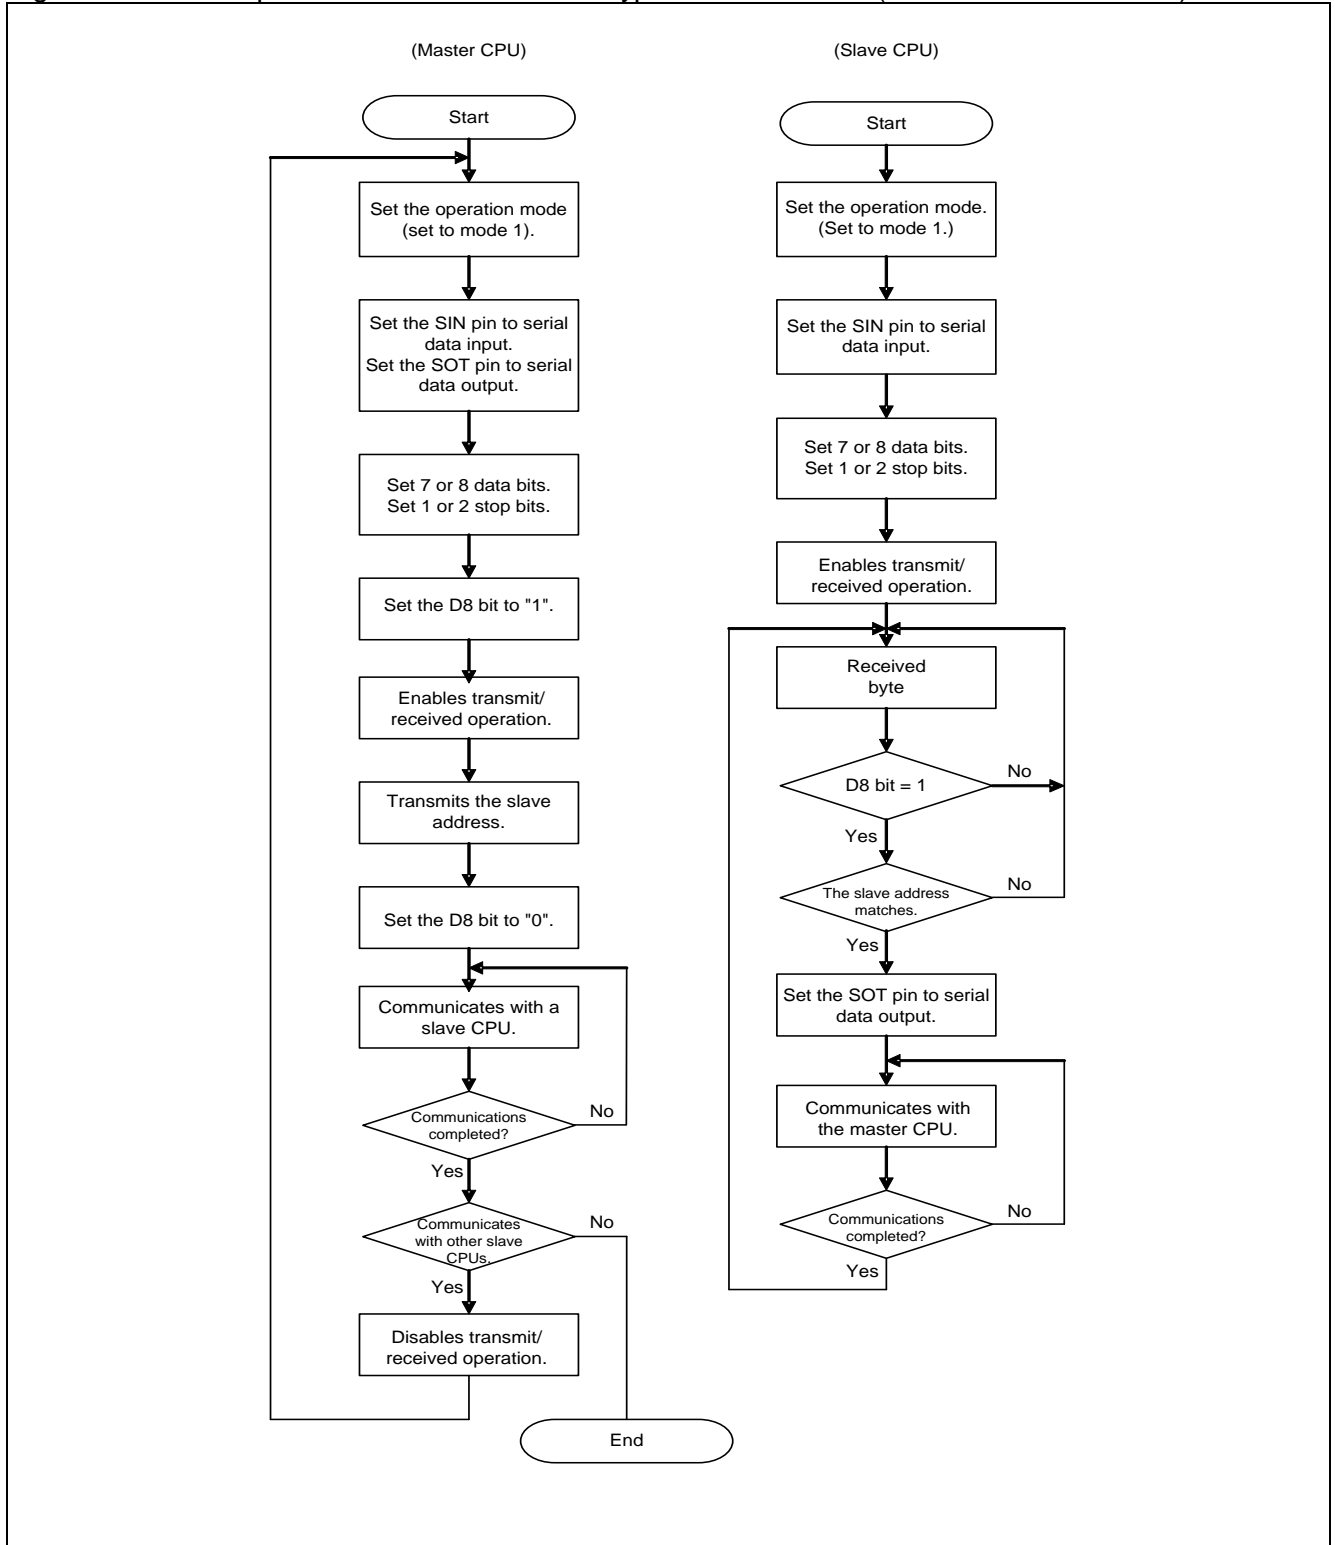 (Master CPU)
Start
Set the operation mode
(set to mode 1).
Set the SIN pin to serial
data input.
Set the SOT pin to serial
data output.
Set 7 or 8 data bits.
Set 1 or 2 stop bits.
Set the D8 bit to "1".
Enables transmit/
received operation.
Transmits the slave
address.
Set the D8 bit to "0".
Communicates with a
slave CPU.
Communications
completed?
No
Yes
Communicates
with other slave
CPUs.
No
Yes
Disables transmit/
received operation.
End
(Slave CPU)
Start
Set the operation mode.
(Set to mode 1.)
Set the SIN pin to serial
data input.
Set 7 or 8 data bits.
Set 1 or 2 stop bits.
Enables transmit/
received operation.
Received
byte
D8 bit = 1
No
Yes
The slave address
matches.
No
Yes
Set the SOT pin to serial
data output.
Communicates with
the master CPU.
Communications
completed?
No
Yes